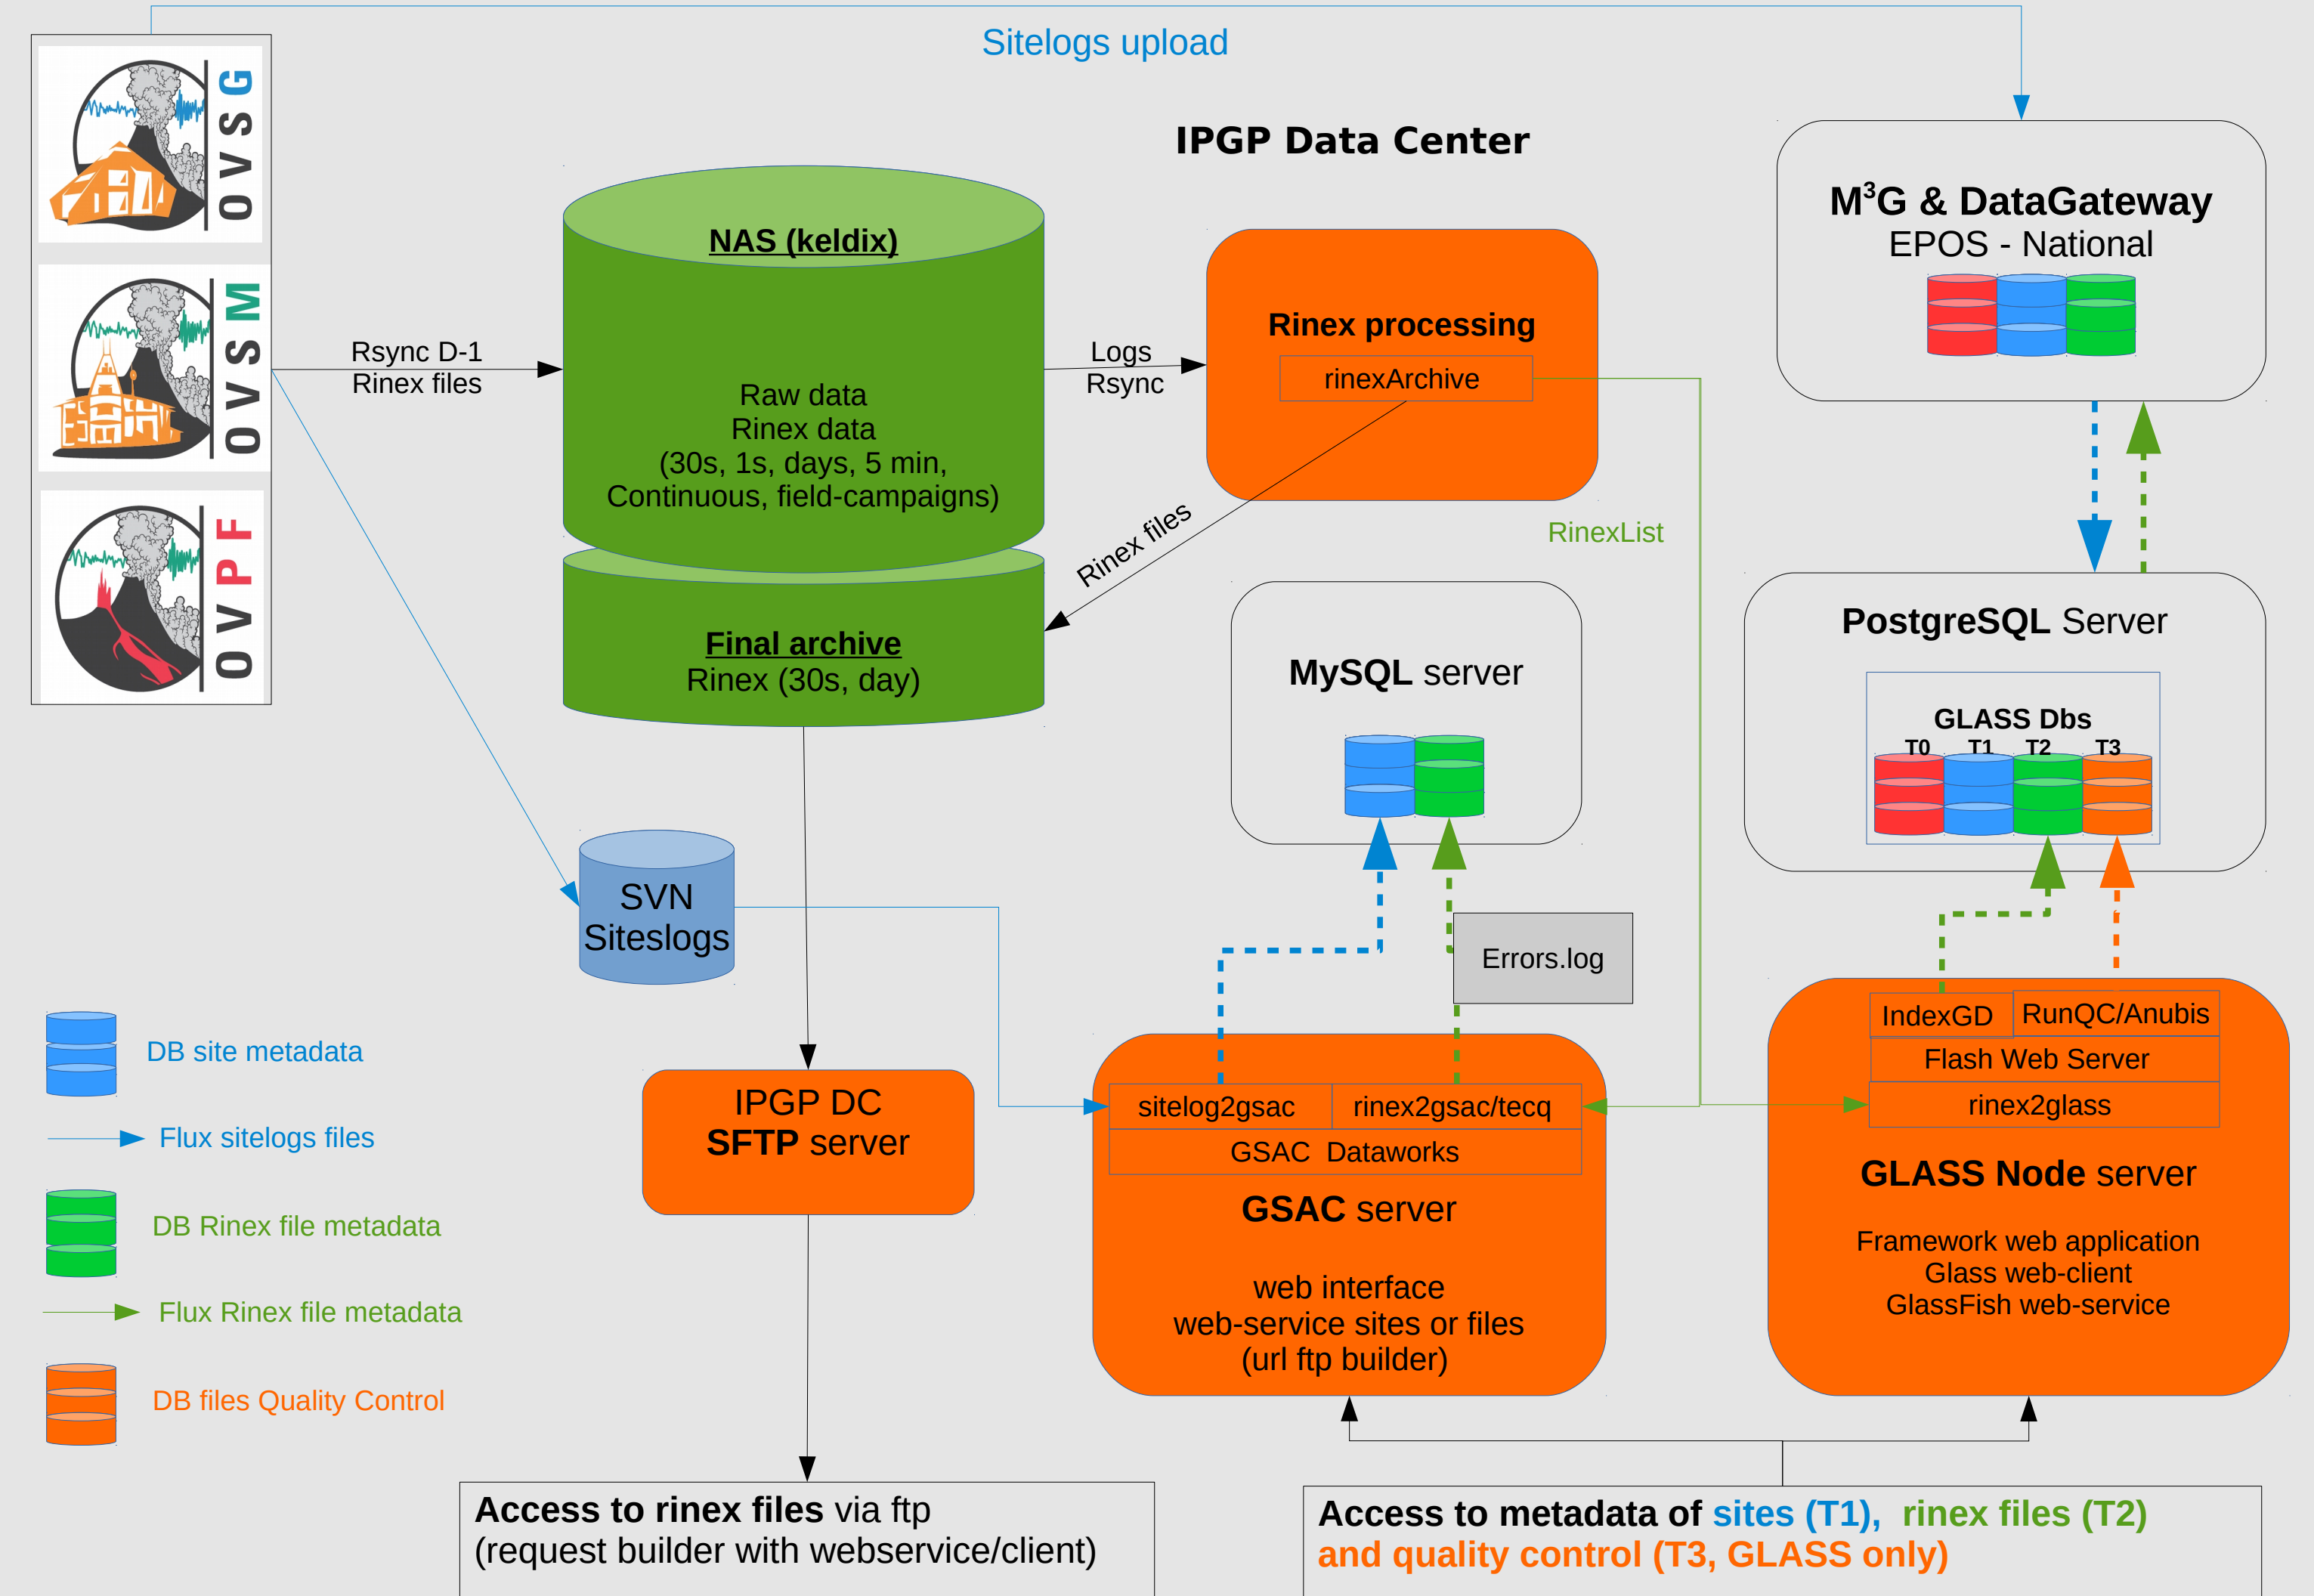 Sitelogs upload
IPGP Data Center
OVSG
OVSM
OVPF
Rsync D-1
Rinex files
NAS (keldix)
Raw data
Rinex data
(30s, 1s, days, 5 min,
Continuous, field-campaigns)
Final archive
Rinex (30s, day)
Logs
Rsync
Rinex processing
rinexArchive
Rinex files
RinexList
M³G & DataGateway
EPOS - National
MySQL server
PostgreSQL Server
GLASS Dbs
T0 T1 T2 T3
SVN
Siteslogs
Errors.log
IPGP DC
SFTP server
sitelog2gsac
rinex2gsac/tecq
GSAC Dataworks
GSAC server
web interface
web-service sites or files
(url ftp builder)
IndexGD
RunQC/Anubis
Flash Web Server
rinex2glass
GLASS Node server
Framework web application
Glass web-client
GlassFish web-service
DB site metadata
Flux sitelogs files
DB Rinex file metadata
Flux Rinex file metadata
DB files Quality Control
Access to rinex files via ftp
(request builder with webservice/client)
Access to metadata of sites (T1), rinex files (T2)
and quality control (T3, GLASS only)